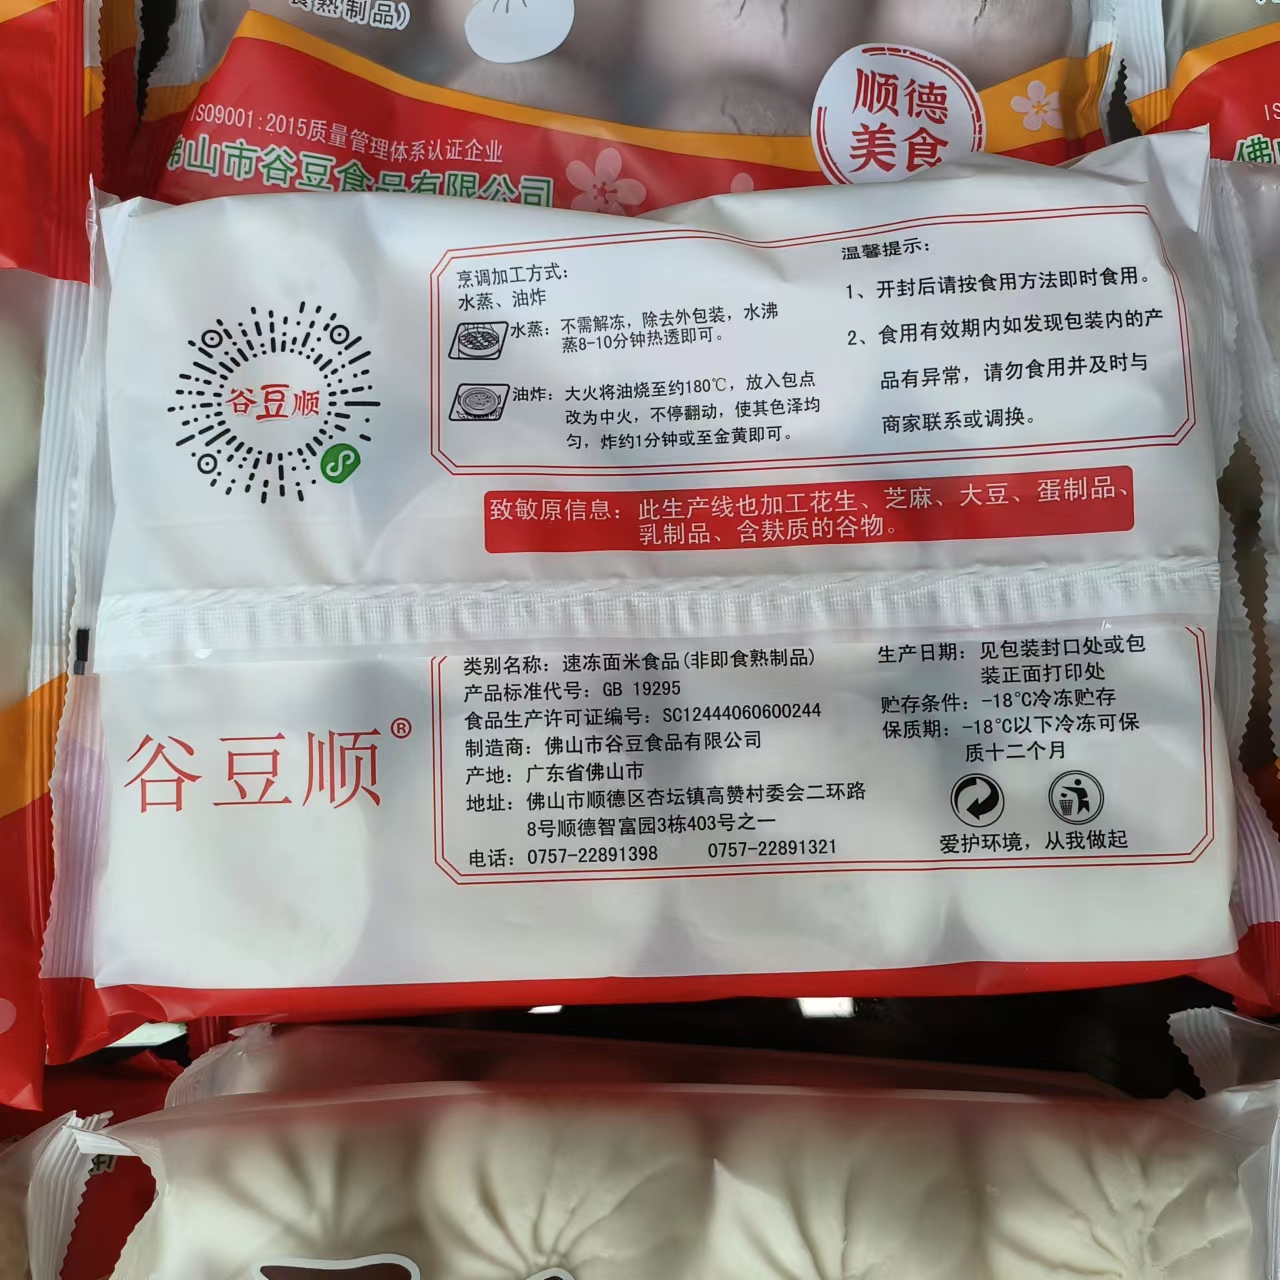 食熟制品)
ISO9001:2015质量管理体系认证企业
佛山市谷豆食品有限公司
顺德
美食
谷豆顺
烹调加工方式:
水蒸、油炸
水蒸: 不需解冻, 除去外包装, 水沸
蒸8-10分钟热透即可。
油炸: 大火将油烧至约180℃, 放入包点
改为中火, 不停翻动, 使其色泽均
匀, 炸约1分钟或至金黄即可。
温馨提示:
1、开封后请按食用方法即时食用。
2、食用有效期内如发现包装内的产
品有异常, 请勿食用并及时与
商家联系或调换。
致敏原信息: 此生产线也加工花生、芝麻、大豆、蛋制品、
乳制品、含麸质的谷物。
谷豆顺®
类别名称: 速冻面米食品(非即食熟制品)
产品标准代号: GB 19295
食品生产许可证编号: SC12444060600244
制造商: 佛山市谷豆食品有限公司
产地: 广东省佛山市
地址: 佛山市顺德区杏坛镇高赞村委会二环路
8号顺德智富园3栋403号之一
电话: 0757-22891398 0757-22891321
生产日期: 见包装封口处或包
装正面打印处
贮存条件: -18℃冷冻贮存
保质期: -18℃以下冷冻可保
质十二个月
爱护环境, 从我做起